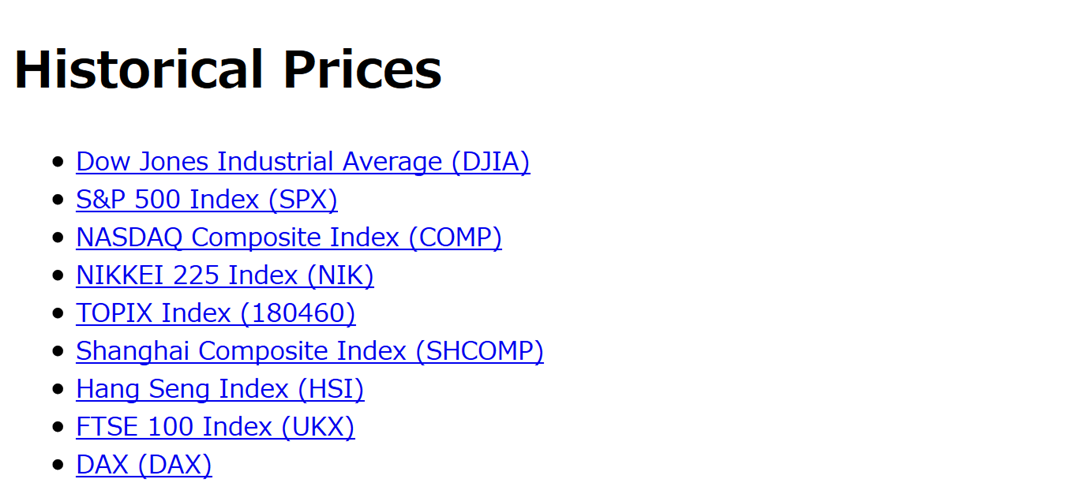 Historical Prices
Dow Jones Industrial Average (DJIA)
S&P 500 Index (SPX)
NASDAQ Composite Index (COMP)
NIKKEI 225 Index (NIK)
TOPIX Index (180460)
Shanghai Composite Index (SHCOMP)
Hang Seng Index (HSI)
FTSE 100 Index (UKX)
DAX (DAX)